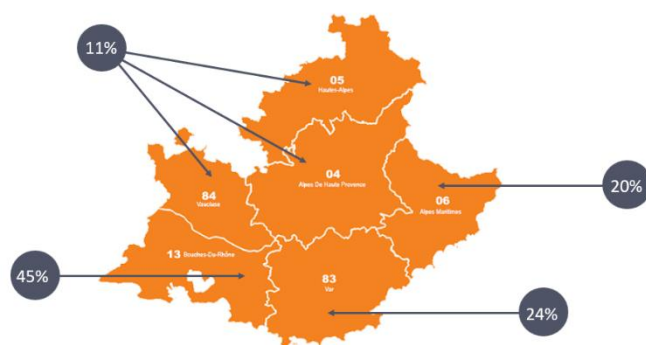 11%
05
Hautes-Alpes
04
Alpes De Haute Provence
84
Vaucluse
06
Alpes Maritimes
20%
13 Bouches-Du-Rhône
45%
83
Var
24%